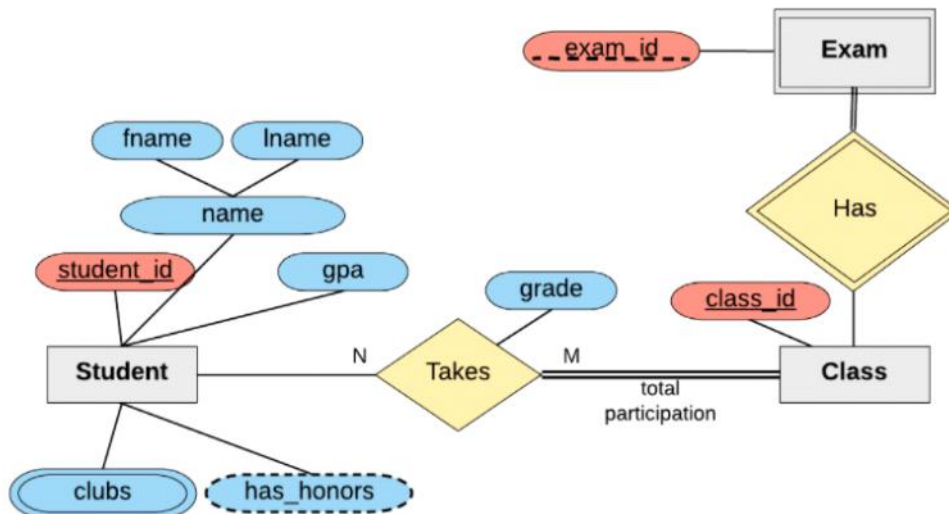 exam_id
Exam
fname
lname
name
Has
student_id
gpa
grade
class_id
Student
N
Takes
M
total
participation
Class
clubs
has_honors